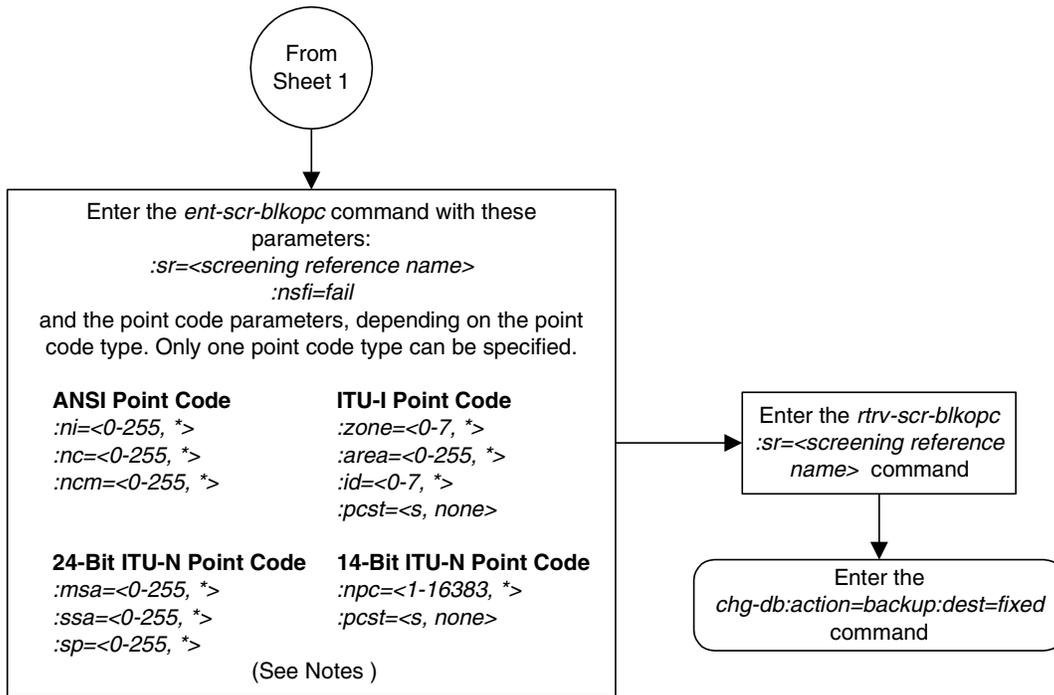 From
Sheet 1
Enter the ent-scr-blkopc command with these
parameters:
:sr=<screening reference name>
:nsfi=fail
and the point code parameters, depending on the point
code type. Only one point code type can be specified.
ANSI Point Code
:ni=<0-255, *>
:nc=<0-255, *>
:ncm=<0-255, *>
ITU-I Point Code
:zone=<0-7, *>
:area=<0-255, *>
:id=<0-7, *>
:pcst=<s, none>
24-Bit ITU-N Point Code
:msa=<0-255, *>
:ssa=<0-255, *>
:sp=<0-255, *>
14-Bit ITU-N Point Code
:npc=<1-16383, *>
:pcst=<s, none>
(See Notes )
Enter the rtrv-scr-blkopc
:sr=<screening reference
name> command
Enter the
chg-db:action=backup:dest=fixed
command